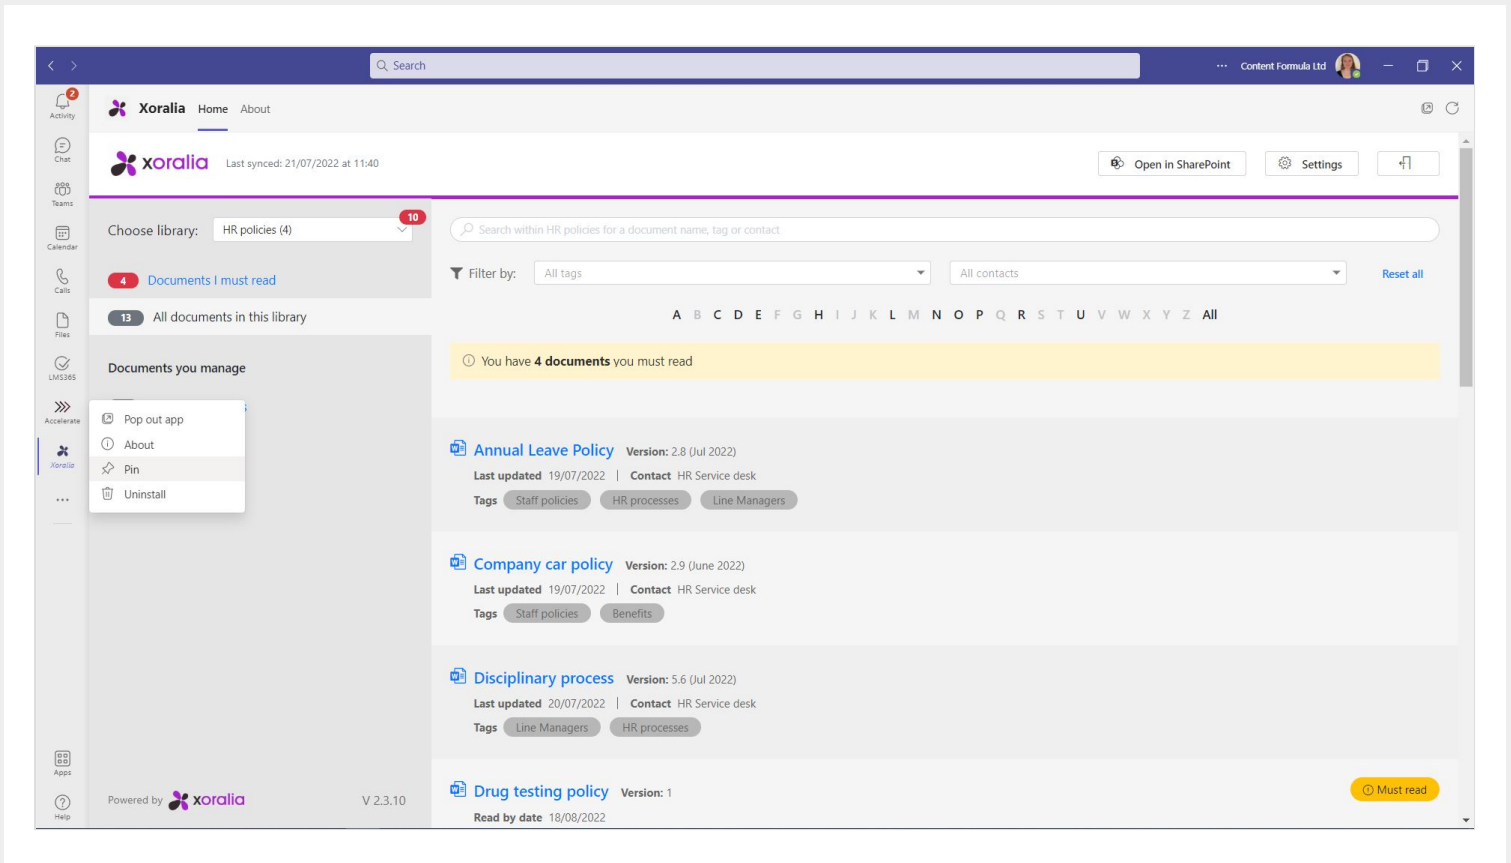 Search
Content Formula Ltd
2
Activity
Xoralia Home About
Chat
xoralia Last synced: 21/07/2022 at 11:40
Open in SharePoint Settings
Teams
Calendar
Calls
Files
LMS365
Accelerate
Xoralia
Choose library: HR policies (4) 10
4 Documents I must read
13 All documents in this library
Documents you manage
s
Pop out app
About
Pin
Uninstall
Search within HR policies for a document name, tag or contact
Filter by: All tags All contacts Reset all
A B C D E F G H I J K L M N O P Q R S T U V W X Y Z All
You have 4 documents you must read
Annual Leave Policy Version: 2.8 (Jul 2022)
Last updated 19/07/2022 | Contact HR Service desk
Tags Staff policies HR processes Line Managers
Company car policy Version: 2.9 (June 2022)
Last updated 19/07/2022 | Contact HR Service desk
Tags Staff policies Benefits
Disciplinary process Version: 5.6 (Jul 2022)
Last updated 20/07/2022 | Contact HR Service desk
Tags Line Managers HR processes
Drug testing policy Version: 1
Must read
Read by date 18/08/2022
Apps
Help
Powered by xoralia V 2.3.10